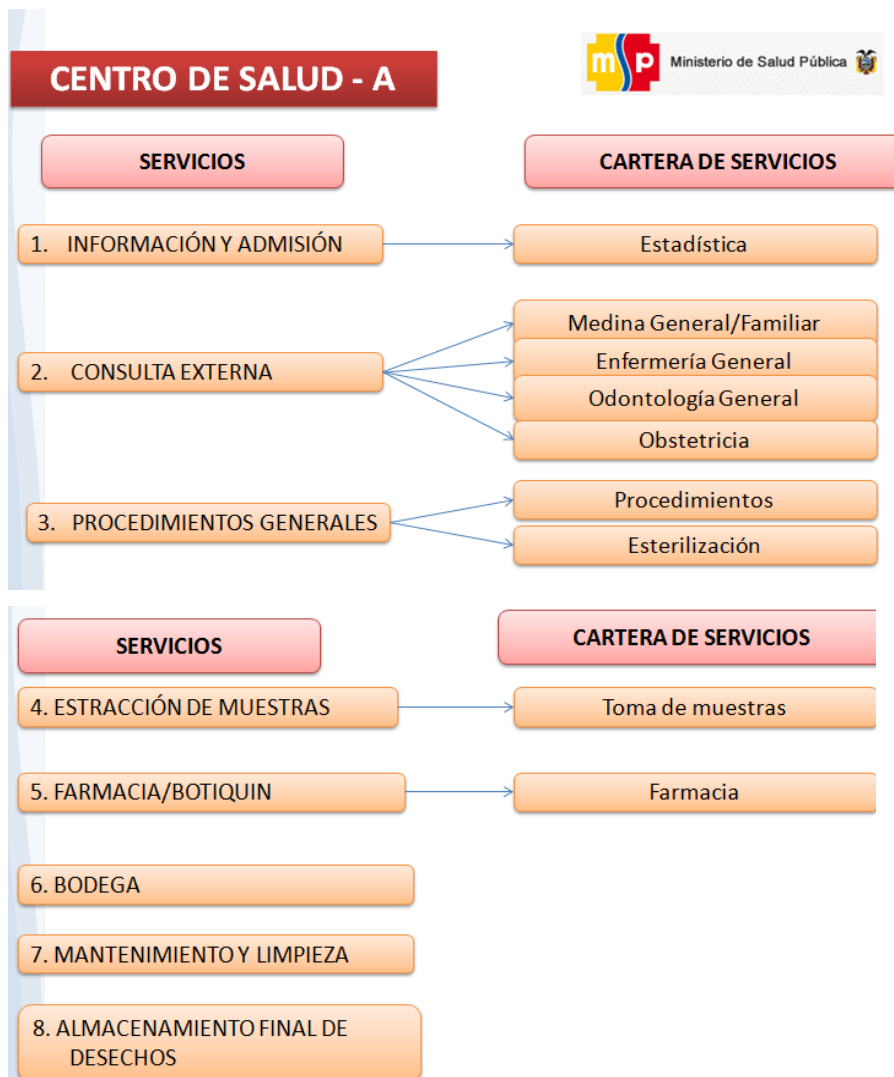 CENTRO DE SALUD - A
msp Ministerio de Salud Pública
SERVICIOS
CARTERA DE SERVICIOS
1. INFORMACIÓN Y ADMISIÓN
Estadística
2. CONSULTA EXTERNA
Medina General/Familiar
Enfermería General
Odontología General
Obstetricia
3. PROCEDIMIENTOS GENERALES
Procedimientos
Esterilización
SERVICIOS
CARTERA DE SERVICIOS
4. ESTRACCIÓN DE MUESTRAS
Toma de muestras
5. FARMACIA/BOTIQUIN
Farmacia
6. BODEGA
7. MANTENIMIENTO Y LIMPIEZA
8. ALMACENAMIENTO FINAL DE
DESECHOS